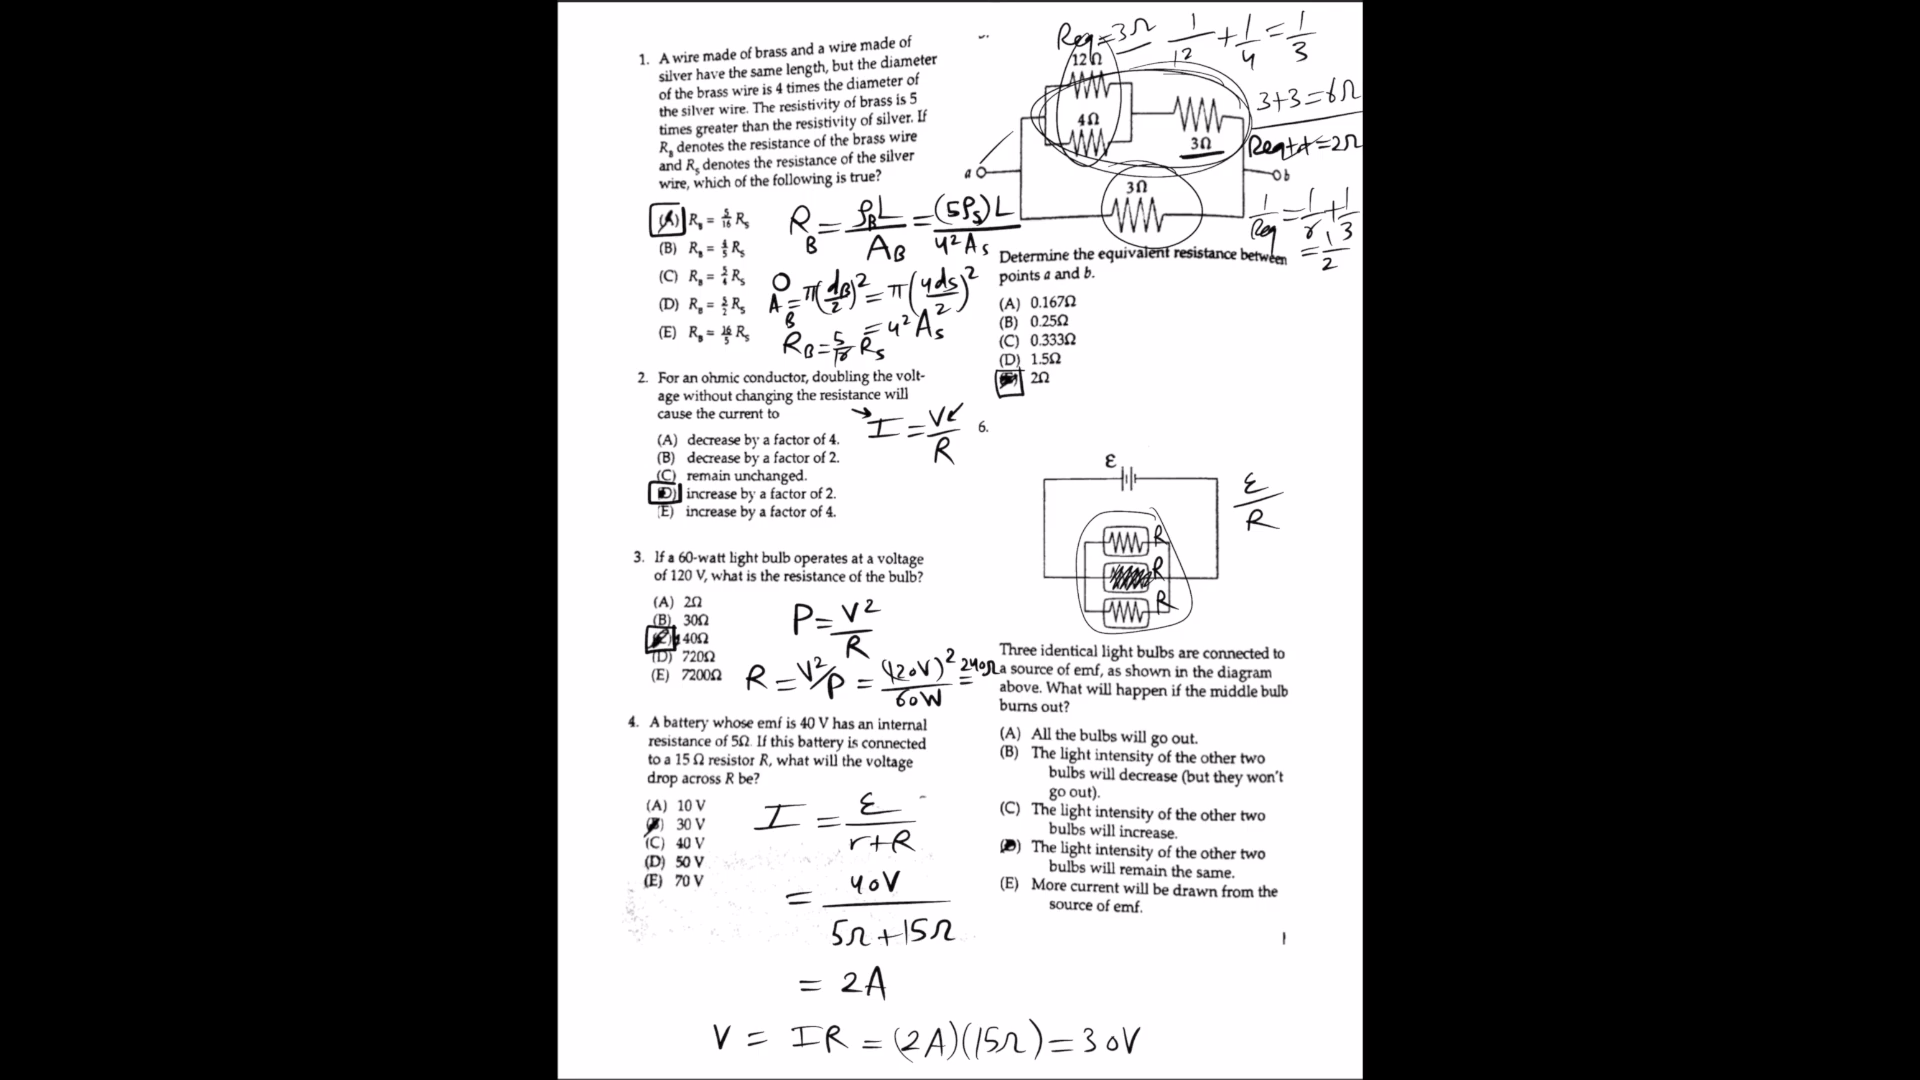 1. A wire made of brass and a wire made of
silver have the same length, but the diameter
of the brass wire is 4 times the diameter of
the silver wire. The resistivity of brass is 5
times greater than the resistivity of silver. If
R_B denotes the resistance of the brass wire
and R_S denotes the resistance of the silver
wire, which of the following is true?
(A) R_B = 5/16 R_S
(B) R_B = 4/5 R_S
(C) R_B = 5/4 R_S
(D) R_B = 5/2 R_S
(E) R_B = 16/5 R_S
R_B = ρ_B L / A_B = (5ρ_S) L / 4² A_S
A_B = π(d_B/2)² = π(4d_S/2)²
= 4² A_S
R_B = 5/16 R_S
2. For an ohmic conductor, doubling the volt-
age without changing the resistance will
cause the current to
(A) decrease by a factor of 4.
(B) decrease by a factor of 2.
(C) remain unchanged.
(D) increase by a factor of 2.
(E) increase by a factor of 4.
I = V/R
3. If a 60-watt light bulb operates at a voltage
of 120 V, what is the resistance of the bulb?
(A) 2Ω
(B) 30Ω
40Ω
(D) 720Ω
(E) 7200Ω
P = V²/R
R = V²/P = (120V)²/60W = 240Ω
4. A battery whose emf is 40 V has an internal
resistance of 5Ω. If this battery is connected
to a 15 Ω resistor R, what will the voltage
drop across R be?
(A) 10 V
30 V
(C) 40 V
(D) 50 V
(E) 70 V
I = ε / r+R
= 40V / 5Ω+15Ω
= 2A
V = IR = (2A)(15Ω) = 30V
Req=3Ω 1/12 + 1/4 = 1/3
12Ω
4Ω
3Ω
3+3=6Ω
Req tot=2Ω
a
b
3Ω
1/Req = 1/6 + 1/3
= 1/2
Determine the equivalent resistance between
points a and b.
(A) 0.167Ω
(B) 0.25Ω
(C) 0.333Ω
(D) 1.5Ω
2Ω
6.
ε
ε/R
R
R
R
Three identical light bulbs are connected to
a source of emf, as shown in the diagram
above. What will happen if the middle bulb
burns out?
(A) All the bulbs will go out.
(B) The light intensity of the other two
bulbs will decrease (but they won't
go out).
(C) The light intensity of the other two
bulbs will increase.
(D) The light intensity of the other two
bulbs will remain the same.
(E) More current will be drawn from the
source of emf.